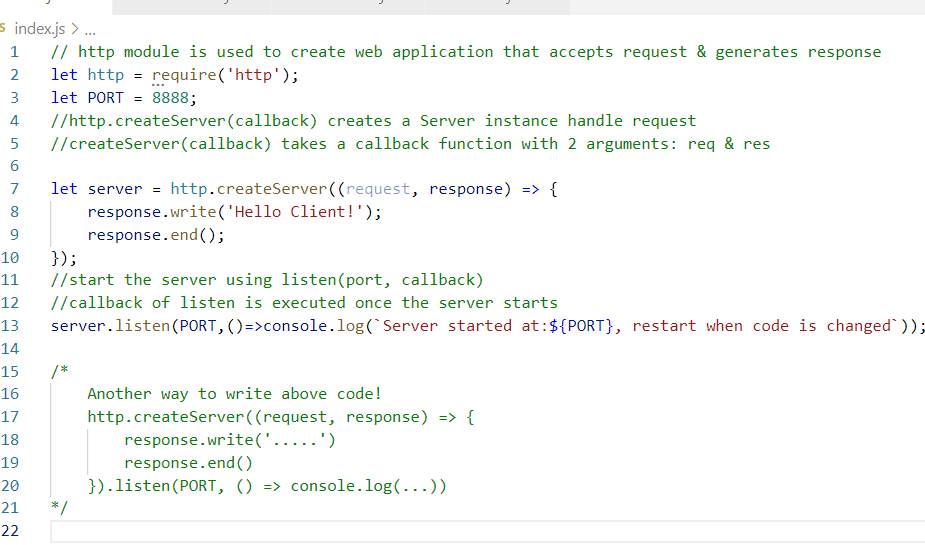 index.js > ...
1 // http module is used to create web application that accepts request & generates response
2 let http = require('http');
3 let PORT = 8888;
4 //http.createServer(callback) creates a Server instance handle request
5 //createServer(callback) takes a callback function with 2 arguments: req & res
6
7 let server = http.createServer((request, response) => {
8     response.write('Hello Client!');
9     response.end();
10 });
11 //start the server using listen(port, callback)
12 //callback of listen is executed once the server starts
13 server.listen(PORT,()=>console.log(`Server started at:${PORT}, restart when code is changed`));
14
15 /*
16     Another way to write above code!
17     http.createServer((request, response) => {
18         response.write('.....')
19         response.end()
20     }).listen(PORT, () => console.log(...))
21 */
22